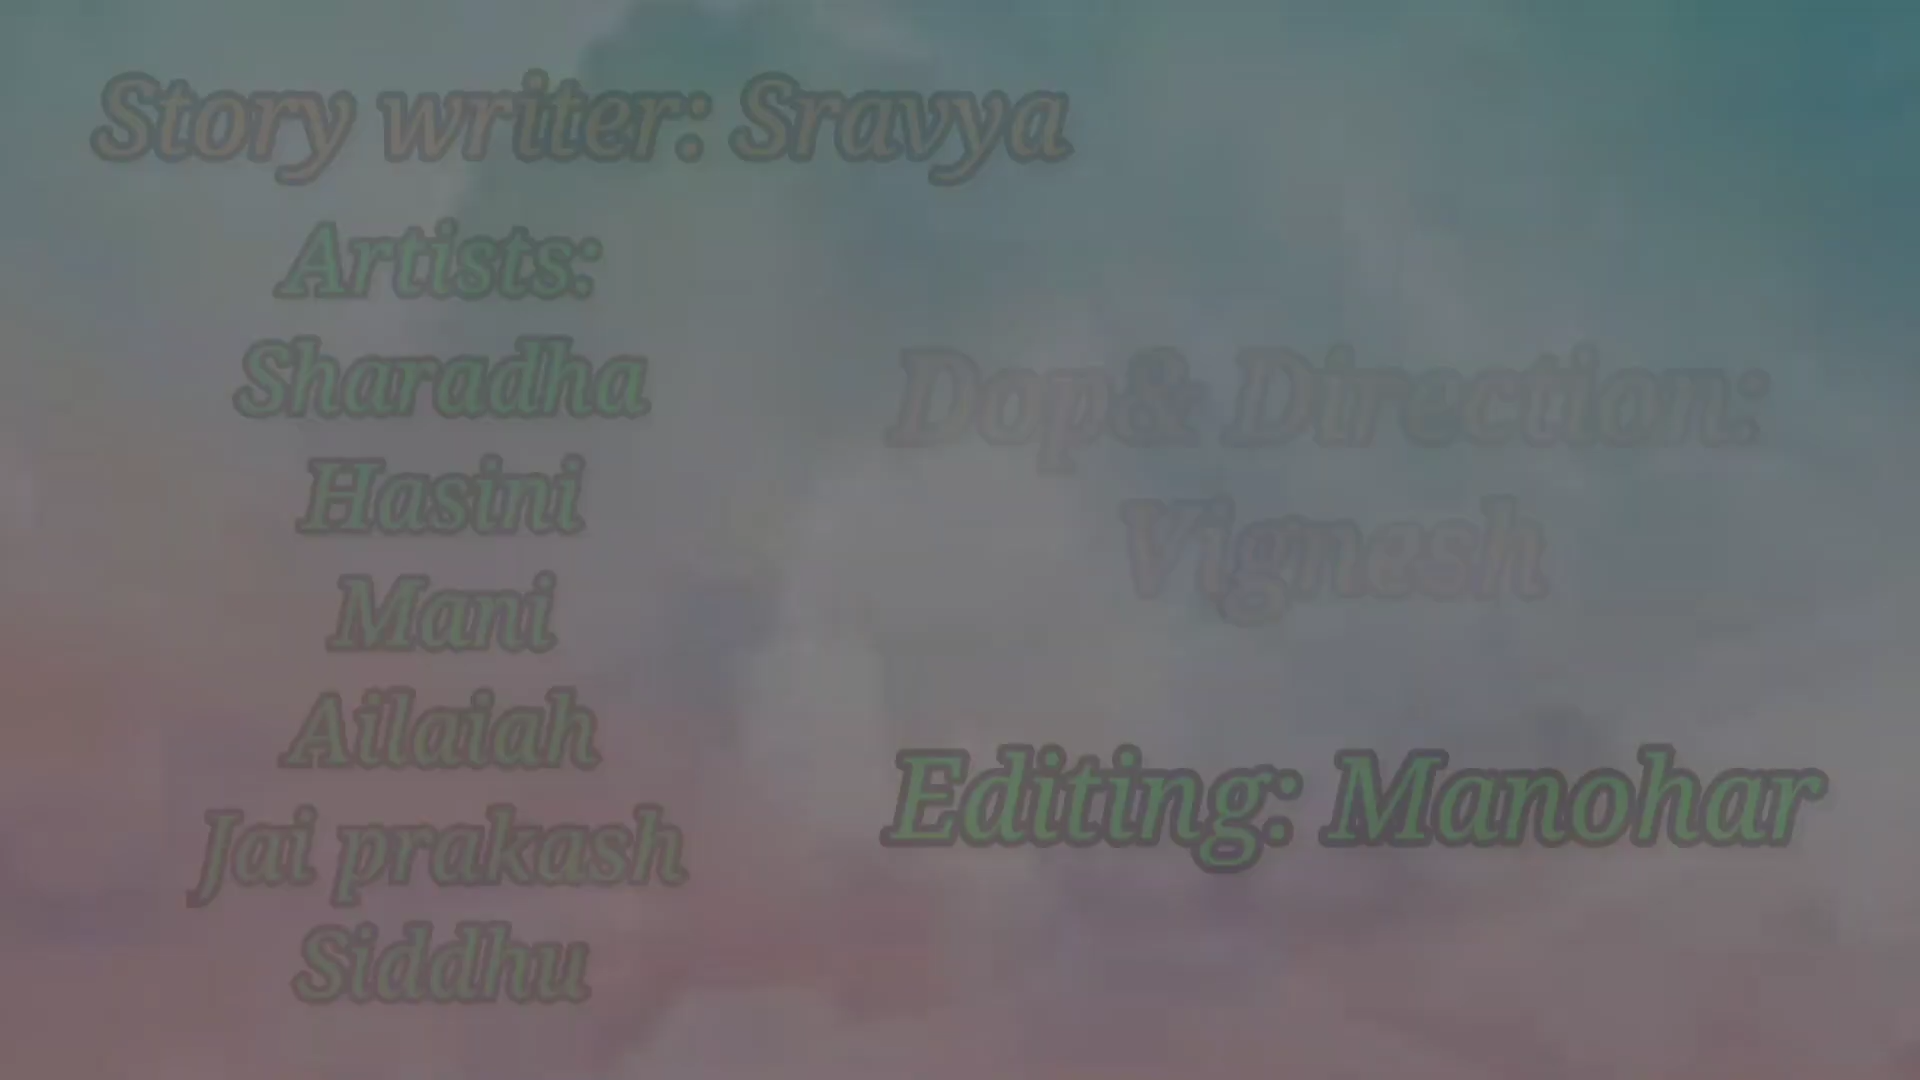 Story writer: Sravya
Artists:
Sharadha
Hasini
Mani
Ailaiah
Jai prakash
Siddhu
Dop& Direction:
Vignesh
Editing: Manohar